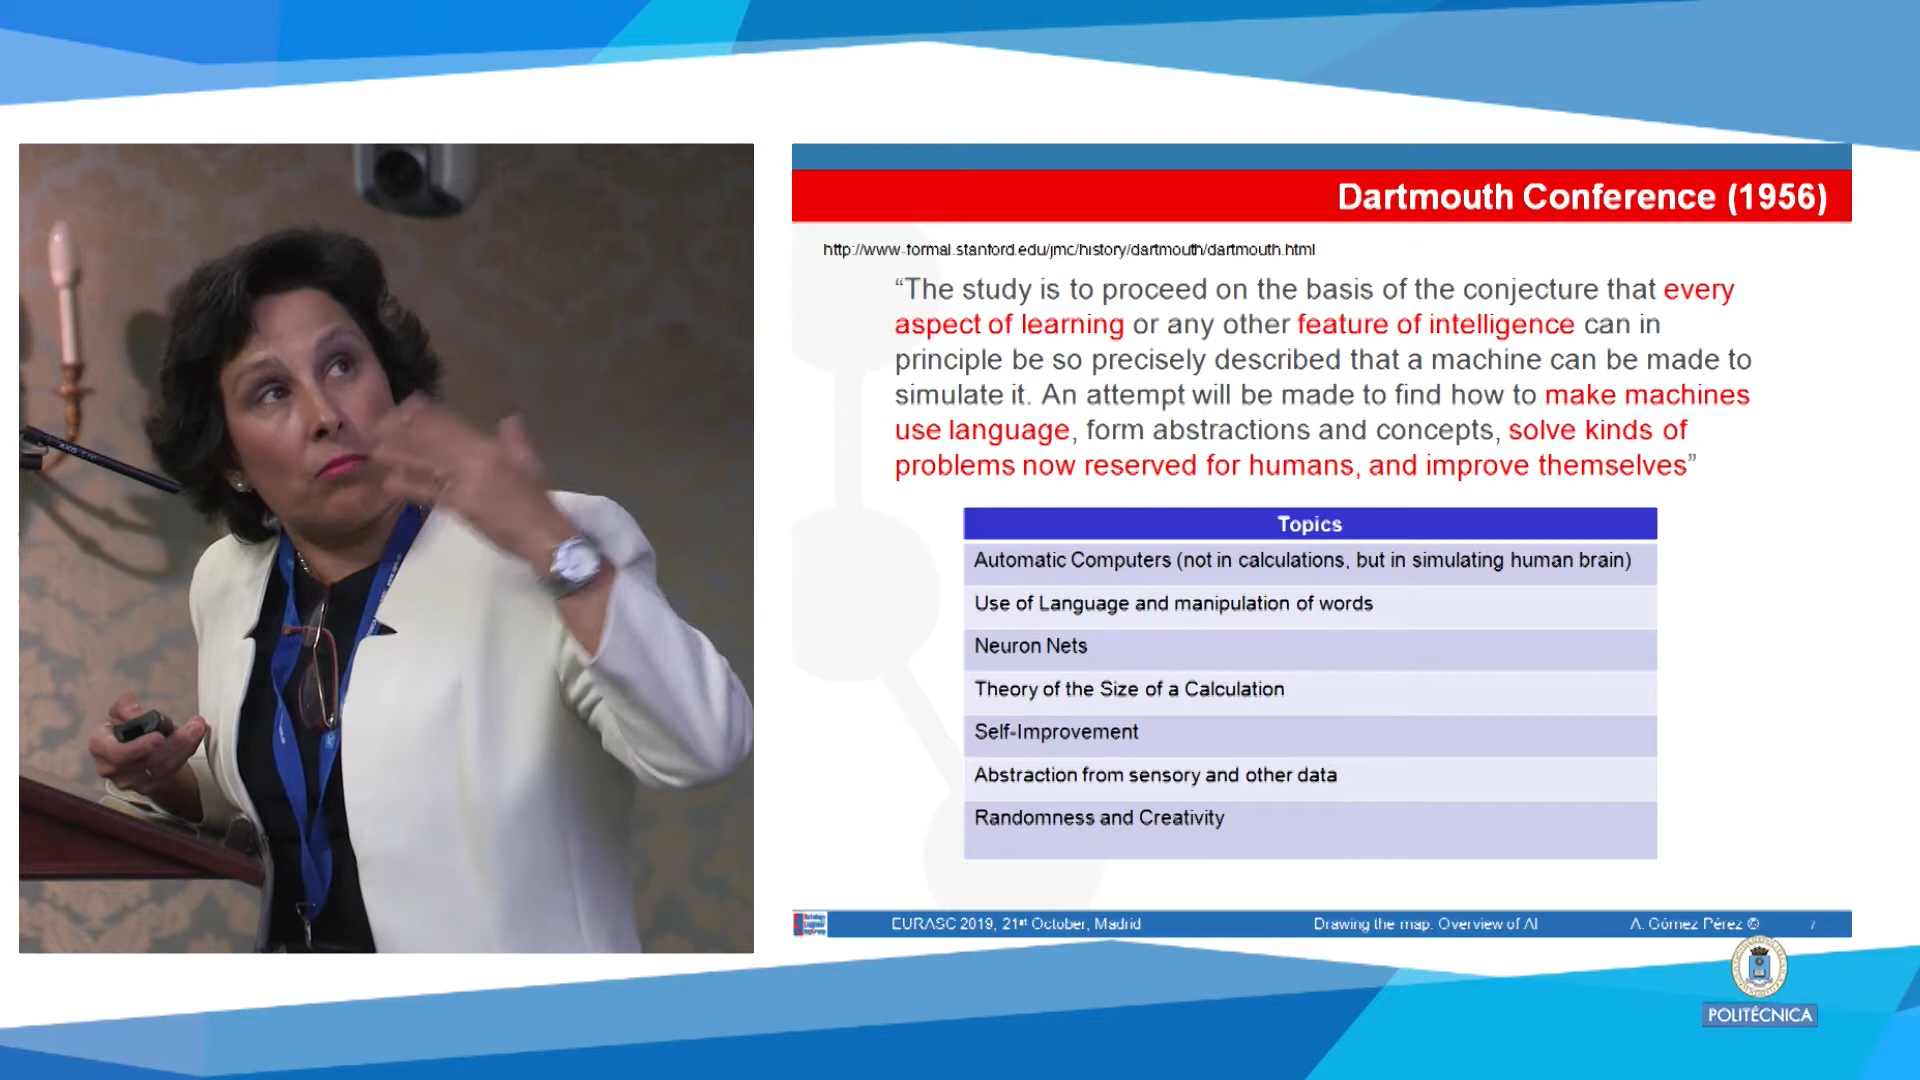 Dartmouth Conference (1956)
http://www-formal.stanford.edu/jmc/history/dartmouth/dartmouth.html
“The study is to proceed on the basis of the conjecture that every
aspect of learning or any other feature of intelligence can in
principle be so precisely described that a machine can be made to
simulate it. An attempt will be made to find how to make machines
use language, form abstractions and concepts, solve kinds of
problems now reserved for humans, and improve themselves”
Topics
Automatic Computers (not in calculations, but in simulating human brain)
Use of Language and manipulation of words
Neuron Nets
Theory of the Size of a Calculation
Self-Improvement
Abstraction from sensory and other data
Randomness and Creativity
EURASC 2019, 21st October, Madrid
Drawing the map. Overview of AI
A. Gómez Pérez ©
7
POLITÉCNICA